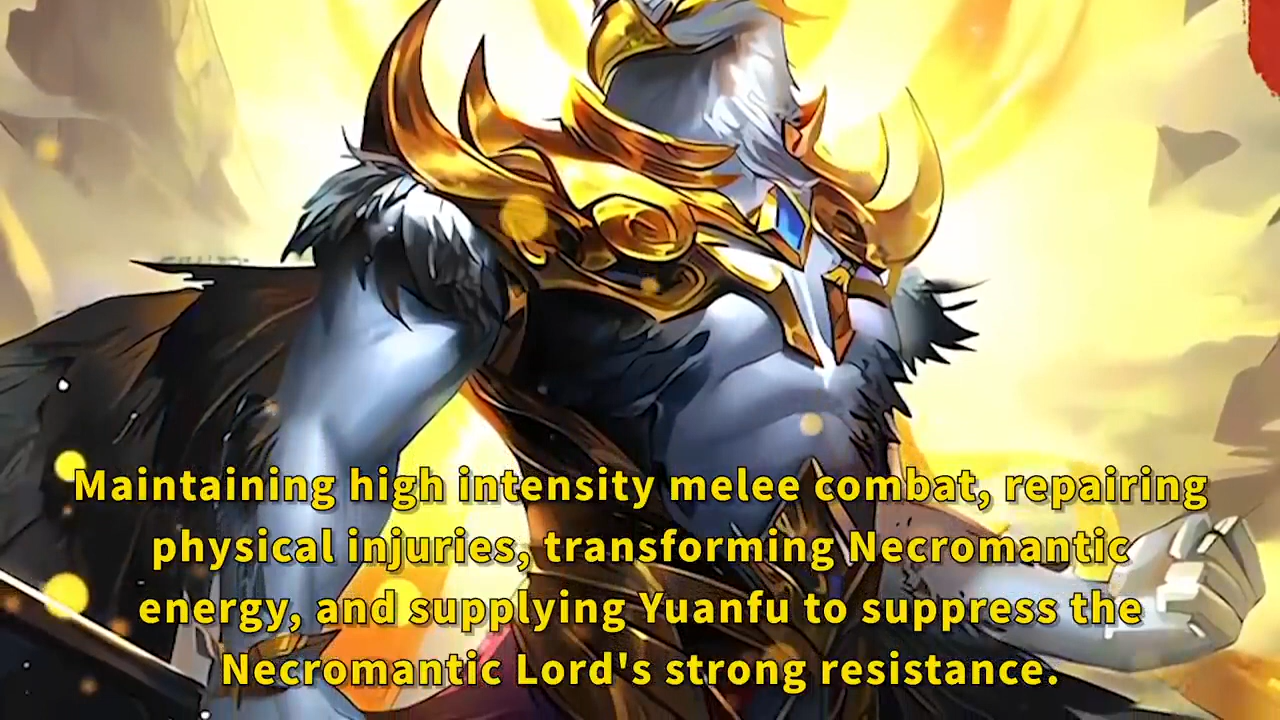 Maintaining high intensity melee combat, repairing
physical injuries, transforming Necromantic
energy, and supplying Yuanfu to suppress the
Necromantic Lord's strong resistance.